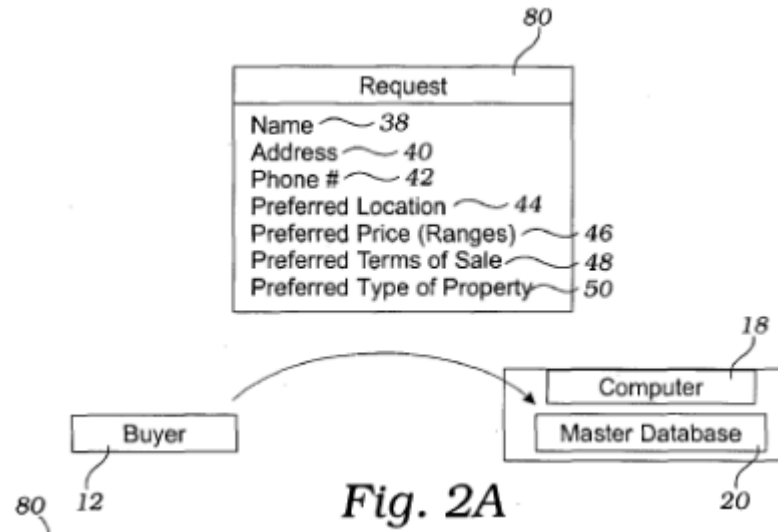 80
Request
Name 38
Address 40
Phone # 42
Preferred Location 44
Preferred Price (Ranges) 46
Preferred Terms of Sale 48
Preferred Type of Property 50
18
Computer
Buyer
Master Database
12
20
Fig. 2A
80